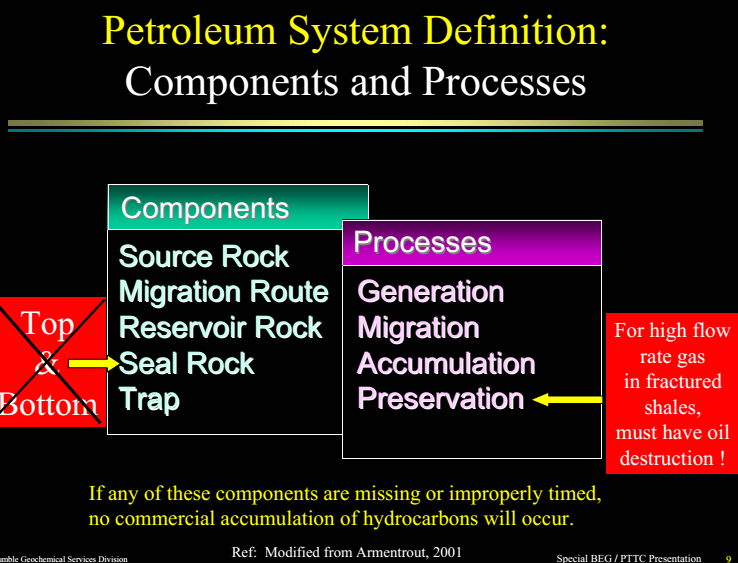 Petroleum System Definition:
Components and Processes
Components
Source Rock
Migration Route
Reservoir Rock
Seal Rock
Trap
Processes
Generation
Migration
Accumulation
Preservation
Top
&
Bottom
For high flow
rate gas
in fractured
shales,
must have oil
destruction !
If any of these components are missing or improperly timed,
no commercial accumulation of hydrocarbons will occur.
Geochemical Services Division
Ref: Modified from Armentrout, 2001
Special BEG / PTTC Presentation 9